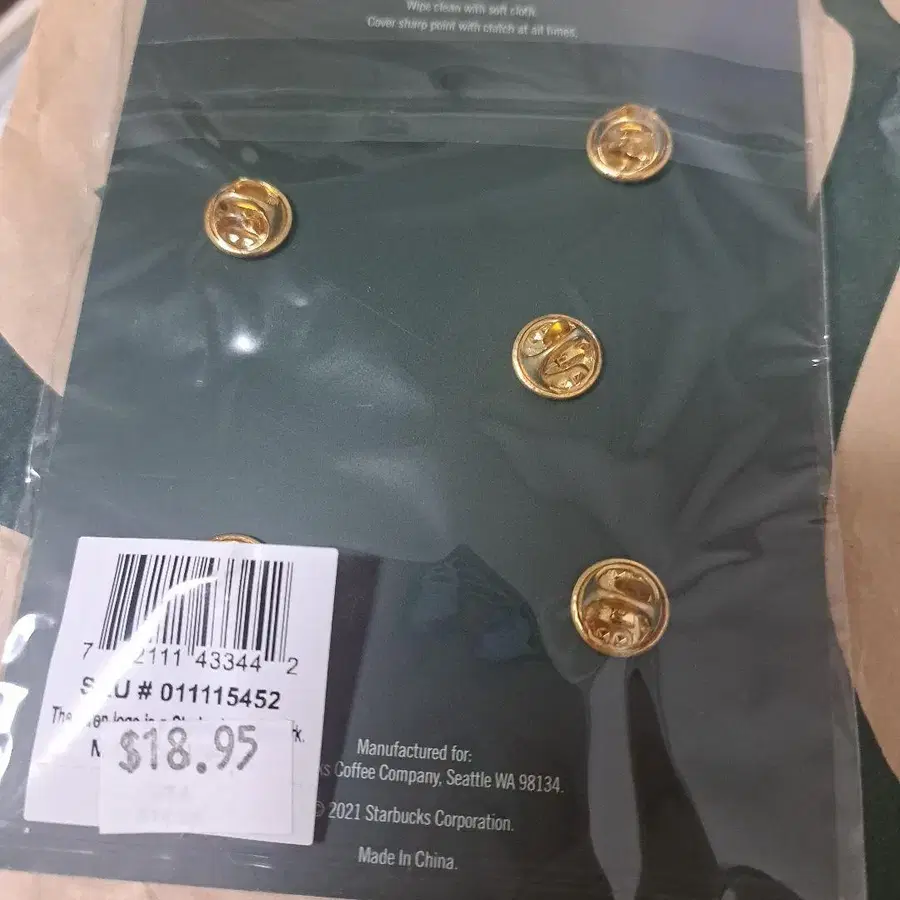 Wipe clean with soft cloth.
Cover sharp point with clutch at all times.
7 2111 43344 2
SKU # 011115452
The
$18.95
Manufactured for:
Coffee Company, Seattle WA 98134.
© 2021 Starbucks Corporation.
Made In China.